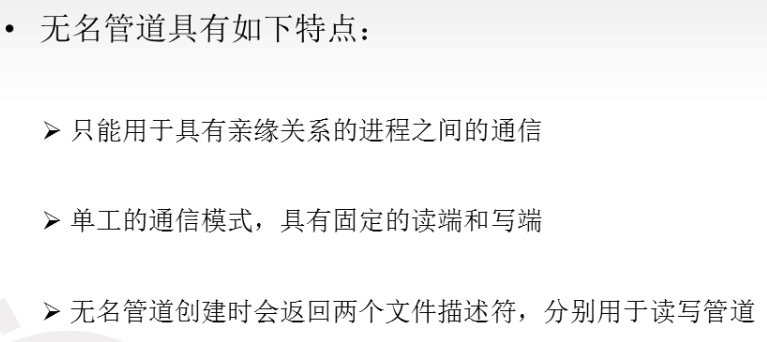 • 无名管道具有如下特点：
➢ 只能用于具有亲缘关系的进程之间的通信
➢ 单工的通信模式，具有固定的读端和写端
➢ 无名管道创建时会返回两个文件描述符，分别用于读写管道